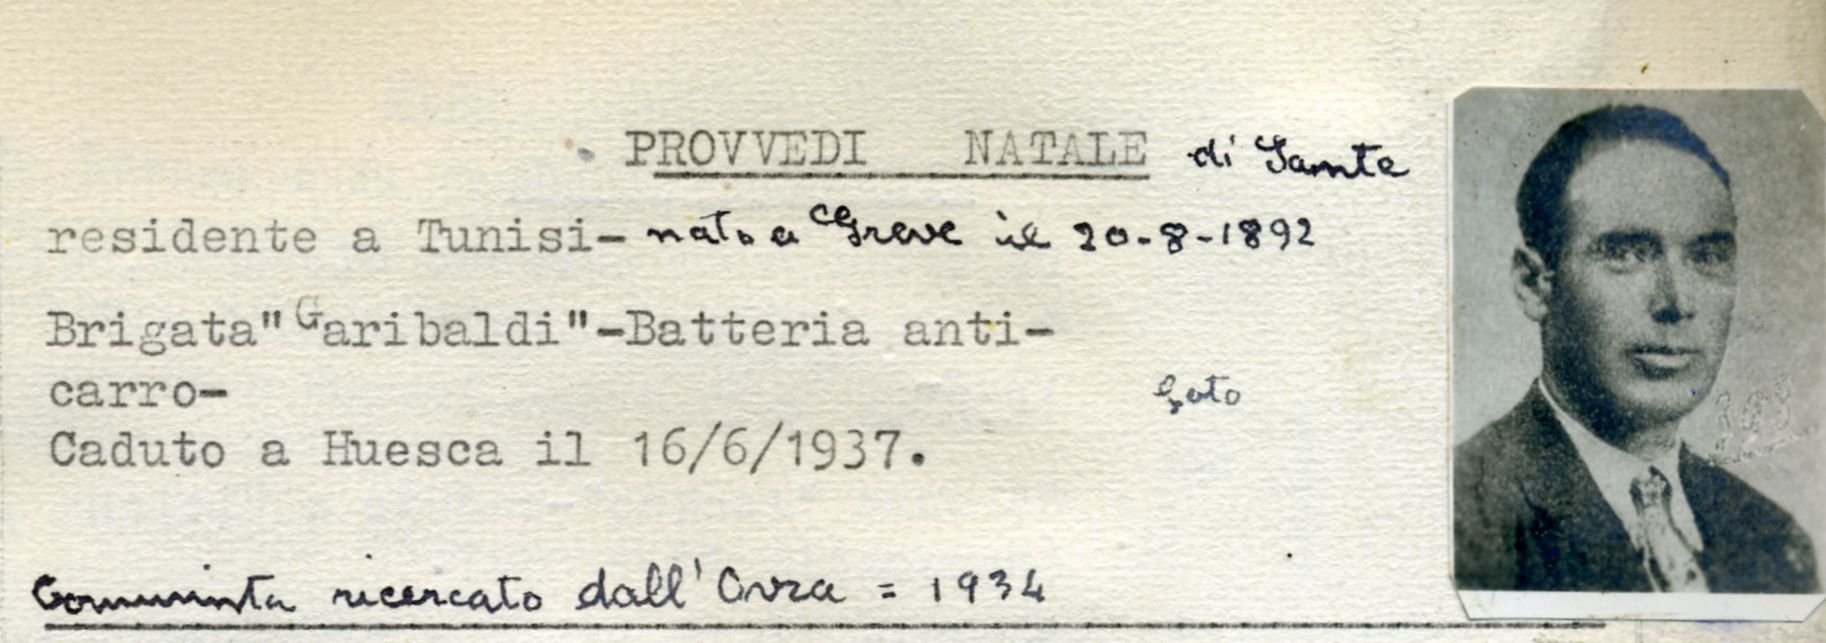 PROVVEDI NATALE di Sante
residente a Tunisi- nato a Greve il 20-8-1892
Brigata"Garibaldi"-Batteria anti-
carro-
foto
Caduto a Huesca il 16/6/1937.
Comunista ricercato dall'Ovra = 1934